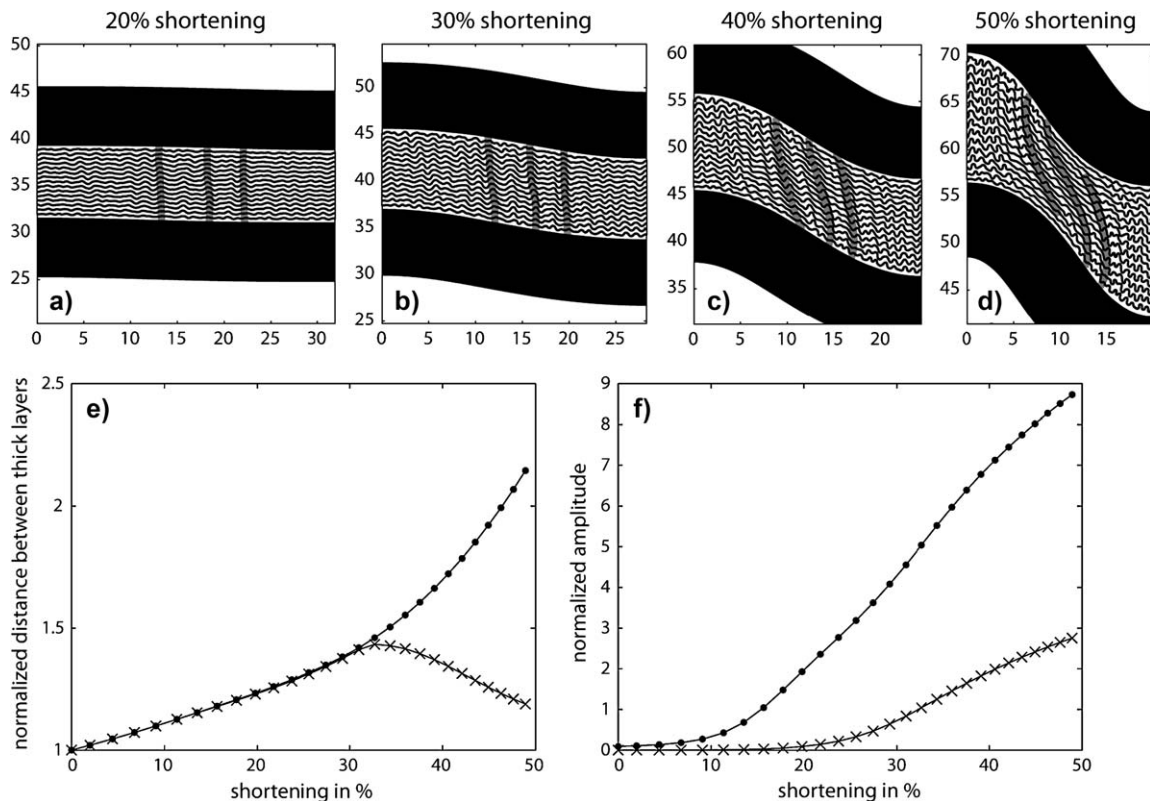 20% shortening
30% shortening
40% shortening
50% shortening
50
45
40
35
30
25
a)
0 5 10 15 20 25 30
50
45
40
35
30
25
b)
0 5 10 15 20 25
60
55
50
45
40
35
c)
0 5 10 15 20
70
65
60
55
50
45
d)
0 5 10 15
normalized distance between thick layers
2.5
2
1.5
1
e)
0 10 20 30 40 50
shortening in %
normalized amplitude
9
8
7
6
5
4
3
2
1
0
f)
0 10 20 30 40 50
shortening in %